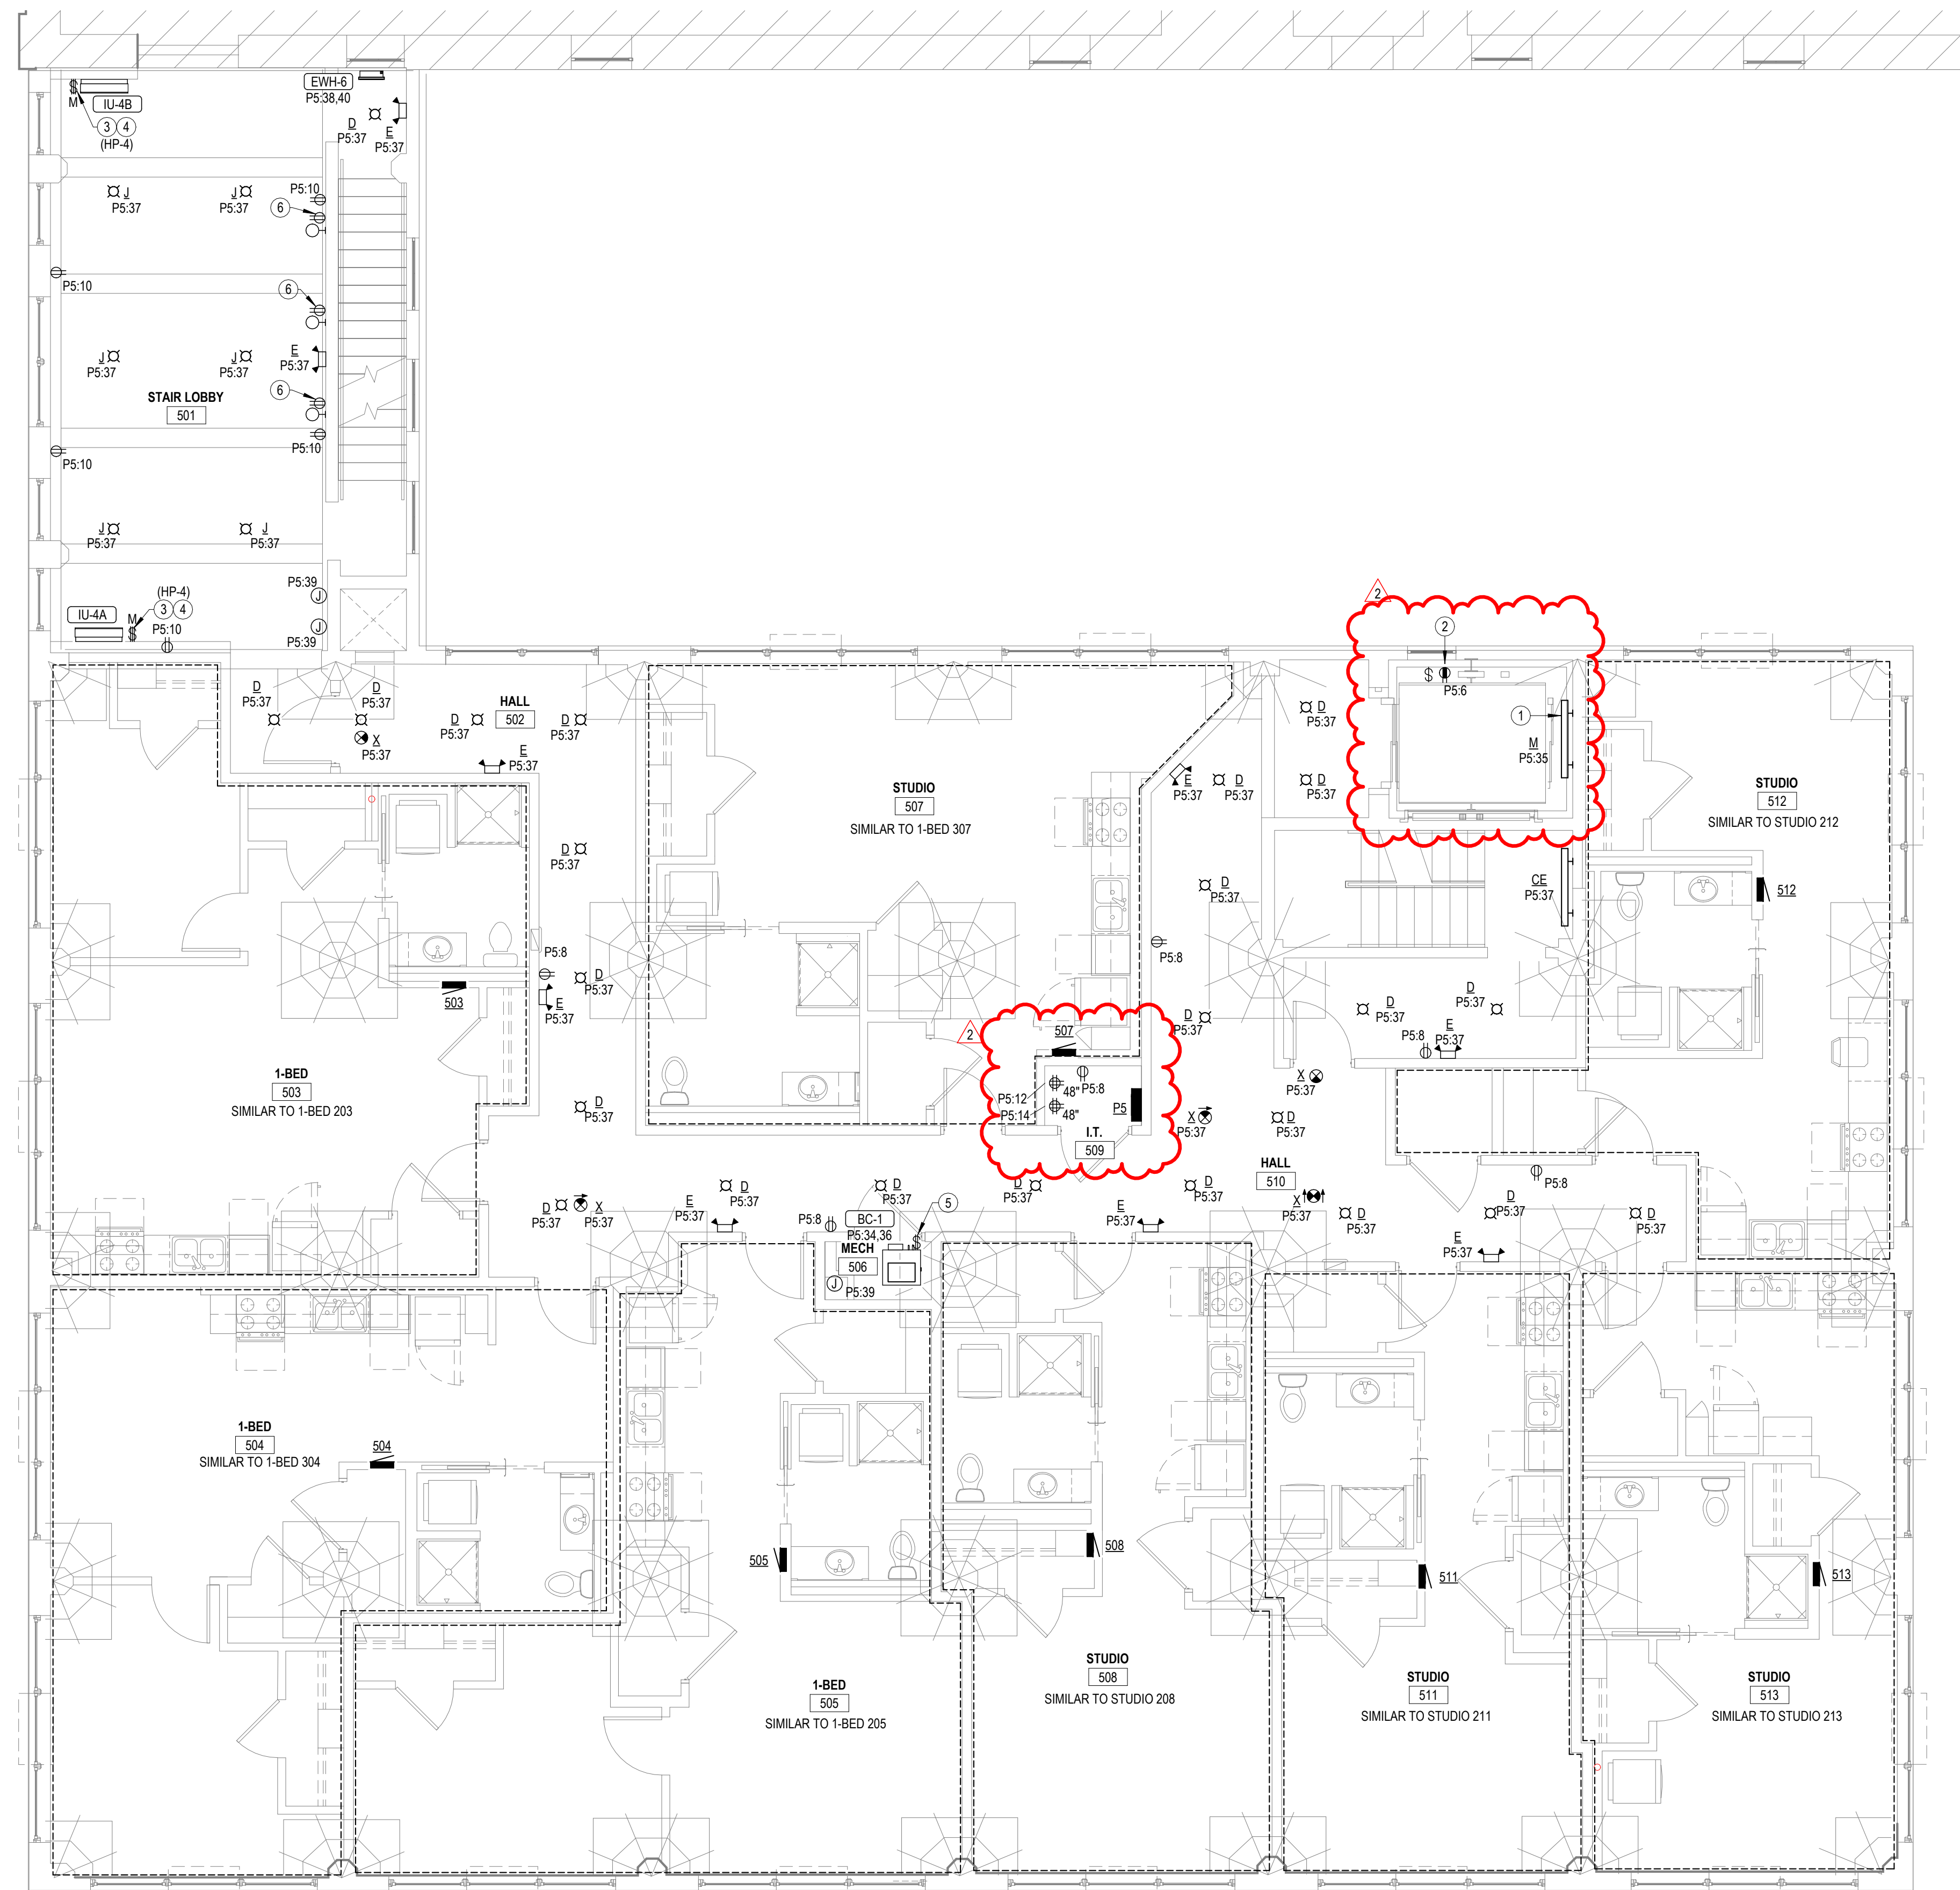 EWH-6
P5:38,40
M
IU-4B
3 4
(HP-4)
D
P5:37
E
P5:37
J
P5:37
J
P5:37
P5:10
6
P5:10
6
J
P5:37
J
P5:37
E
P5:37
STAIR LOBBY
501
6
P5:10
P5:10
J
P5:37
J
P5:37
P5:39
J
(HP-4)
3 4
IU-4A
M
P5:10
J
P5:39
2
2
$
P5:6
1
M
P5:35
D
P5:37
D
P5:37
X
P5:37
HALL
502
D
P5:37
D
P5:37
E
P5:37
D
P5:37
STUDIO
507
SIMILAR TO 1-BED 307
E
P5:37
D
P5:37
D
P5:37
STUDIO
512
SIMILAR TO STUDIO 212
D
P5:37
D
P5:37
CE
P5:37
512
P5:8
D
P5:37
E
P5:37
503
P5:8
D
P5:37
D
P5:37
D
P5:37
P5:8
E
P5:37
2
507
P5:12
48"
P5:8
P5:14
48"
P5
I.T.
509
X
P5:37
X
P5:37
D
P5:37
1-BED
503
SIMILAR TO 1-BED 203
D
P5:37
HALL
510
P5:8
D
P5:37
X
P5:37
E
P5:37
D
P5:37
D
P5:37
5
D
P5:37
D
P5:37
X
P5:37
D
P5:37
D
P5:37
D
P5:37
P5:8
BC-1
P5:34,36
$
MECH
506
J
P5:39
E
P5:37
E
P5:37
1-BED
504
SIMILAR TO 1-BED 304
504
505
508
511
513
1-BED
505
SIMILAR TO 1-BED 205
STUDIO
508
SIMILAR TO STUDIO 208
STUDIO
511
SIMILAR TO STUDIO 211
STUDIO
513
SIMILAR TO STUDIO 213